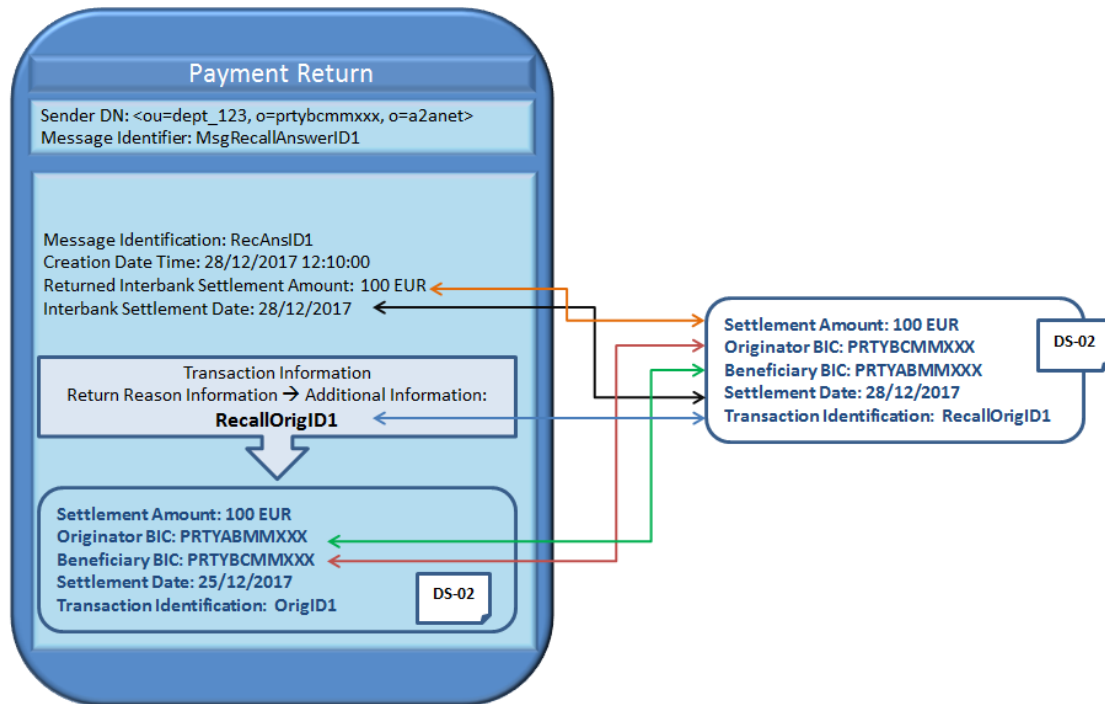 Payment Return
Sender DN: <ou=dept_123, o=prtybcmmxxx, o=a2anet>
Message Identifier: MsgRecallAnswerID1
Message Identification: RecAnsID1
Creation Date Time: 28/12/2017 12:10:00
Returned Interbank Settlement Amount: 100 EUR
Interbank Settlement Date: 28/12/2017
Transaction Information
Return Reason Information → Additional Information:
RecallOrigID1
Settlement Amount: 100 EUR
Originator BIC: PRTYABMMXXX
Beneficiary BIC: PRTYBCMMXXX
Settlement Date: 25/12/2017
Transaction Identification: OrigID1
DS-02
Settlement Amount: 100 EUR
Originator BIC: PRTYBCMMXXX
Beneficiary BIC: PRTYABMMXXX
Settlement Date: 28/12/2017
Transaction Identification: RecallOrigID1
DS-02